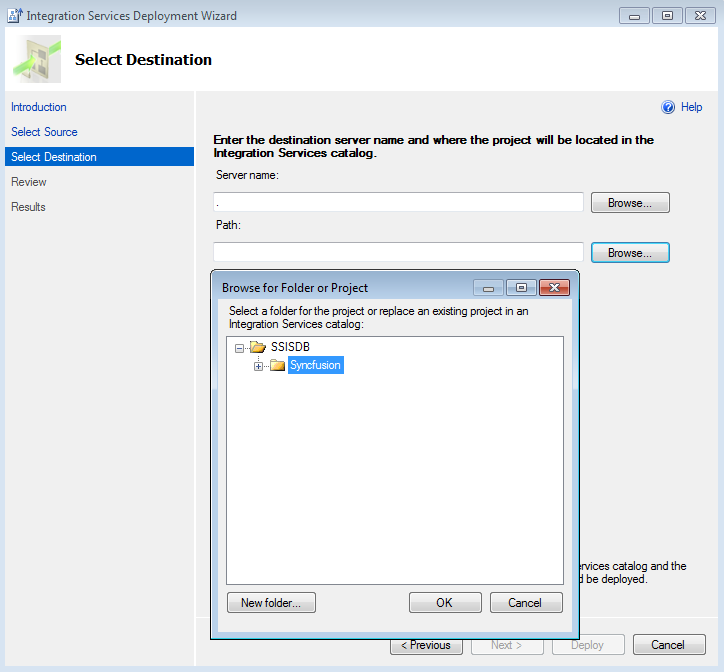 Integration Services Deployment Wizard
Select Destination
Introduction
Select Source
Select Destination
Review
Results
Help
Enter the destination server name and where the project will be located in the
Integration Services catalog.
Server name:
.
Browse...
Path:
Browse...
Browse for Folder or Project
Select a folder for the project or replace an existing project in an
Integration Services catalog:
SSISDB
Syncfusion
New folder...
OK
Cancel
ervices catalog and the
d be deployed.
< Previous
Next >
Deploy
Cancel